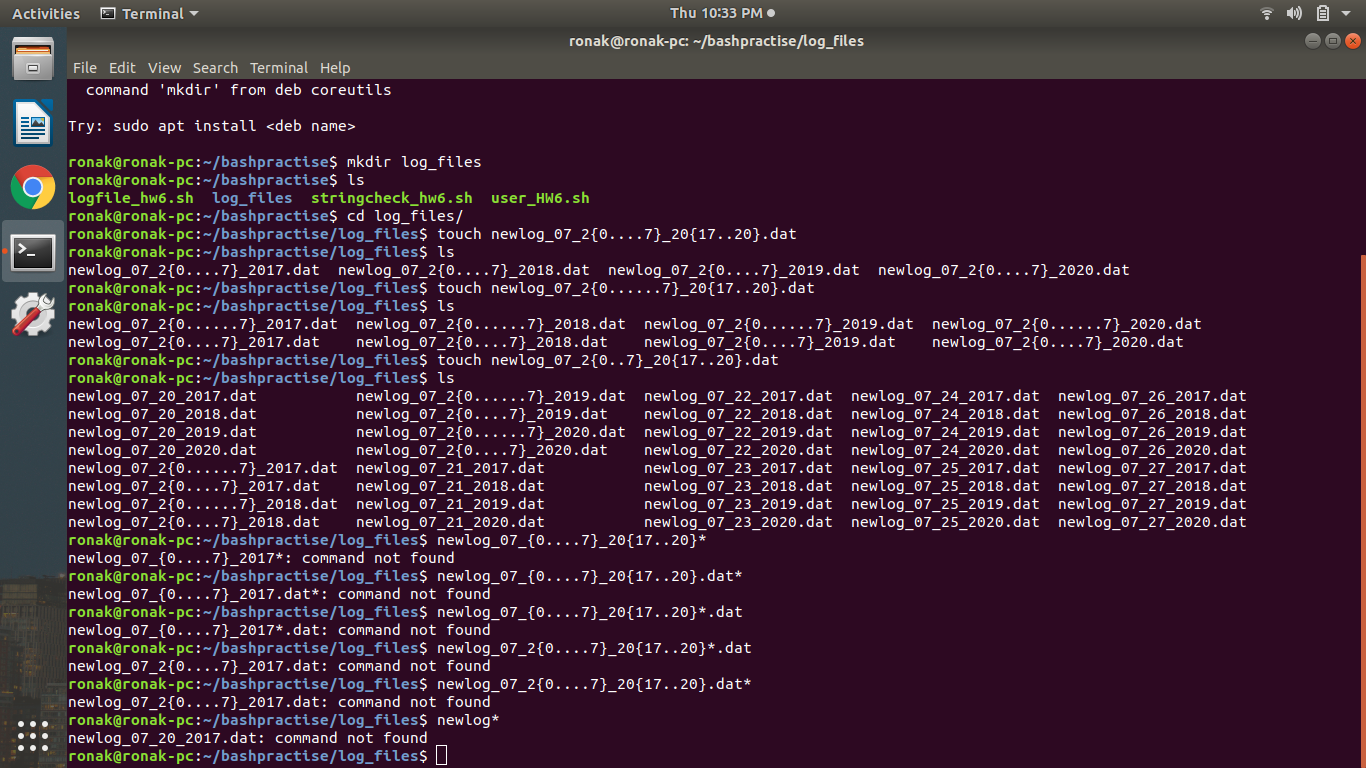 Activities Terminal Thu 10:33 PM
ronak@ronak-pc: ~/bashpractise/log_files
File Edit View Search Terminal Help
command 'mkdir' from deb coreutils
Try: sudo apt install <deb name>
ronak@ronak-pc:~/bashpractise$ mkdir log_files
ronak@ronak-pc:~/bashpractise$ ls
logfile_hw6.sh log_files stringcheck_hw6.sh user_HW6.sh
ronak@ronak-pc:~/bashpractise$ cd log_files/
ronak@ronak-pc:~/bashpractise/log_files$ touch newlog_07_2{0....7}_20{17..20}.dat
ronak@ronak-pc:~/bashpractise/log_files$ ls
newlog_07_2{0....7}_2017.dat newlog_07_2{0....7}_2018.dat newlog_07_2{0....7}_2019.dat newlog_07_2{0....7}_2020.dat
ronak@ronak-pc:~/bashpractise/log_files$ touch newlog_07_2{0......7}_20{17..20}.dat
ronak@ronak-pc:~/bashpractise/log_files$ ls
newlog_07_2{0......7}_2017.dat newlog_07_2{0......7}_2018.dat newlog_07_2{0......7}_2019.dat newlog_07_2{0......7}_2020.dat
newlog_07_2{0....7}_2017.dat newlog_07_2{0....7}_2018.dat newlog_07_2{0....7}_2019.dat newlog_07_2{0....7}_2020.dat
ronak@ronak-pc:~/bashpractise/log_files$ touch newlog_07_2{0..7}_20{17..20}.dat
ronak@ronak-pc:~/bashpractise/log_files$ ls
newlog_07_20_2017.dat newlog_07_2{0......7}_2019.dat newlog_07_22_2017.dat newlog_07_24_2017.dat newlog_07_26_2017.dat
newlog_07_20_2018.dat newlog_07_2{0....7}_2019.dat newlog_07_22_2018.dat newlog_07_24_2018.dat newlog_07_26_2018.dat
newlog_07_20_2019.dat newlog_07_2{0......7}_2020.dat newlog_07_22_2019.dat newlog_07_24_2019.dat newlog_07_26_2019.dat
newlog_07_20_2020.dat newlog_07_2{0....7}_2020.dat newlog_07_22_2020.dat newlog_07_24_2020.dat newlog_07_26_2020.dat
newlog_07_2{0......7}_2017.dat newlog_07_21_2017.dat newlog_07_23_2017.dat newlog_07_25_2017.dat newlog_07_27_2017.dat
newlog_07_2{0....7}_2017.dat newlog_07_21_2018.dat newlog_07_23_2018.dat newlog_07_25_2018.dat newlog_07_27_2018.dat
newlog_07_2{0......7}_2018.dat newlog_07_21_2019.dat newlog_07_23_2019.dat newlog_07_25_2019.dat newlog_07_27_2019.dat
newlog_07_2{0....7}_2018.dat newlog_07_21_2020.dat newlog_07_23_2020.dat newlog_07_25_2020.dat newlog_07_27_2020.dat
ronak@ronak-pc:~/bashpractise/log_files$ newlog_07_{0....7}_20{17..20}*
newlog_07_{0....7}_2017*: command not found
ronak@ronak-pc:~/bashpractise/log_files$ newlog_07_{0....7}_20{17..20}.dat*
newlog_07_{0....7}_2017.dat*: command not found
ronak@ronak-pc:~/bashpractise/log_files$ newlog_07_{0....7}_20{17..20}*.dat
newlog_07_{0....7}_2017*.dat: command not found
ronak@ronak-pc:~/bashpractise/log_files$ newlog_07_2{0....7}_20{17..20}*.dat
newlog_07_2{0....7}_2017.dat: command not found
ronak@ronak-pc:~/bashpractise/log_files$ newlog_07_2{0....7}_20{17..20}.dat*
newlog_07_2{0....7}_2017.dat: command not found
ronak@ronak-pc:~/bashpractise/log_files$ newlog*
newlog_07_20_2017.dat: command not found
ronak@ronak-pc:~/bashpractise/log_files$